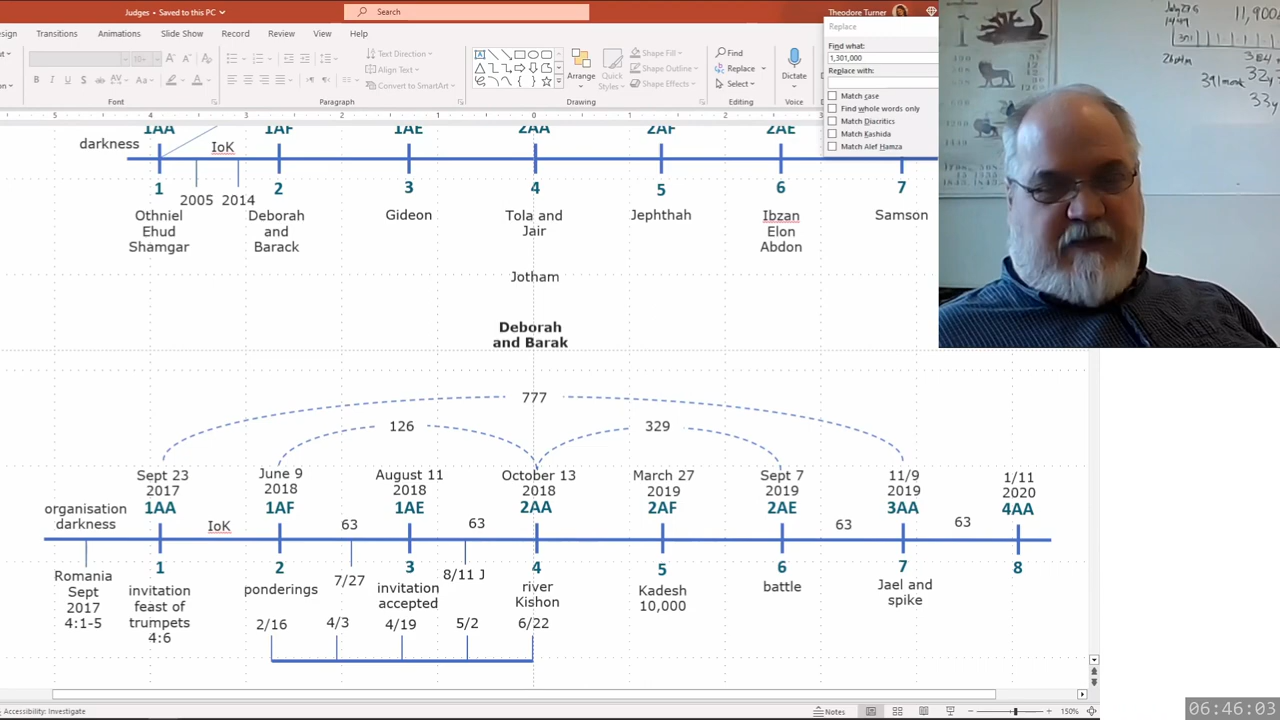 Judges • Saved to this PC
Search
Theodore Turner
Transitions Animations Slide Show Record Review View Help
Text Direction
Align Text
Convert to SmartArt
Arrange
Quick
Styles
Shape Fill
Shape Outline
Shape Effects
Find
Replace
Select
Dictate
Font Paragraph Drawing Editing Voice
Replace
Find what:
1,301,000
Replace with:
Match case
Find whole words only
Match Diacritics
Match Kashida
Match Alef Hamza
5 4 3 2 1 0 1 2
11,900
darkness
1AA 1AF 1AE 2AA 2AF 2AE
IoK
1 2 3 4 5 6 7
2005 2014
Othniel
Ehud
Shamgar
Deborah
and
Barack
Gideon
Tola and
Jair
Jephthah
Ibzan
Elon
Abdon
Samson
Jotham
Deborah
and Barak
777
126 329
Sept 23
2017
1AA
June 9
2018
1AF
August 11
2018
1AE
October 13
2018
2AA
March 27
2019
2AF
Sept 7
2019
2AE
11/9
2019
3AA
1/11
2020
4AA
organisation
darkness
IoK 63 63 63 63
1 2 3 4 5 6 7 8
Romania
Sept
2017
4:1-5
invitation
feast of
trumpets
4:6
ponderings
7/27
invitation
accepted
8/11 J
river
Kishon
Kadesh
10,000
battle
Jael and
spike
2/16 4/3 4/19 5/2 6/22
Accessibility: Investigate
Notes
150%
06:46:03